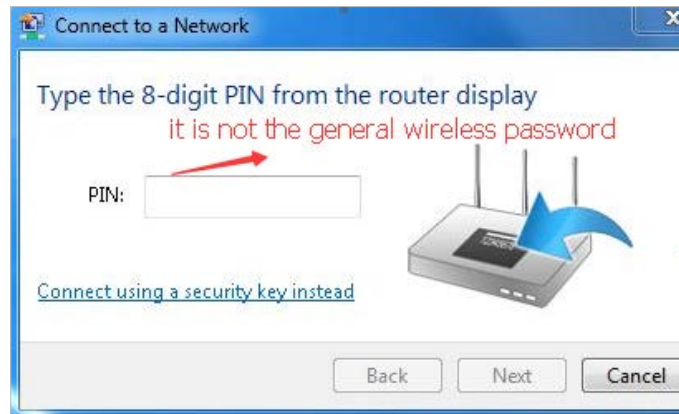 Connect to a Network
X
Type the 8-digit PIN from the router display
it is not the general wireless password
PIN:
Connect using a security key instead
Back
Next
Cancel